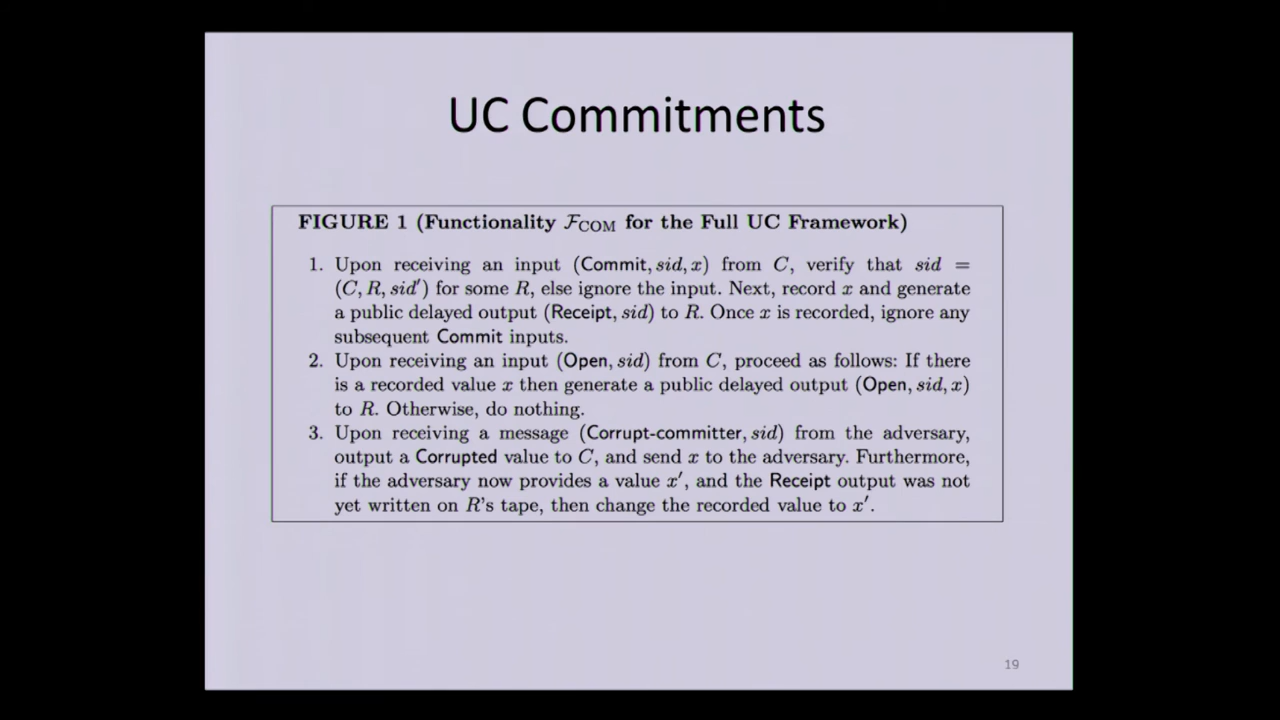 UC Commitments
FIGURE 1 (Functionality 𝓕COM for the Full UC Framework)
1. Upon receiving an input (Commit, sid, x) from C, verify that sid =
(C, R, sid′) for some R, else ignore the input. Next, record x and generate
a public delayed output (Receipt, sid) to R. Once x is recorded, ignore any
subsequent Commit inputs.
2. Upon receiving an input (Open, sid) from C, proceed as follows: If there
is a recorded value x then generate a public delayed output (Open, sid, x)
to R. Otherwise, do nothing.
3. Upon receiving a message (Corrupt-committer, sid) from the adversary,
output a Corrupted value to C, and send x to the adversary. Furthermore,
if the adversary now provides a value x′, and the Receipt output was not
yet written on R's tape, then change the recorded value to x′.
19